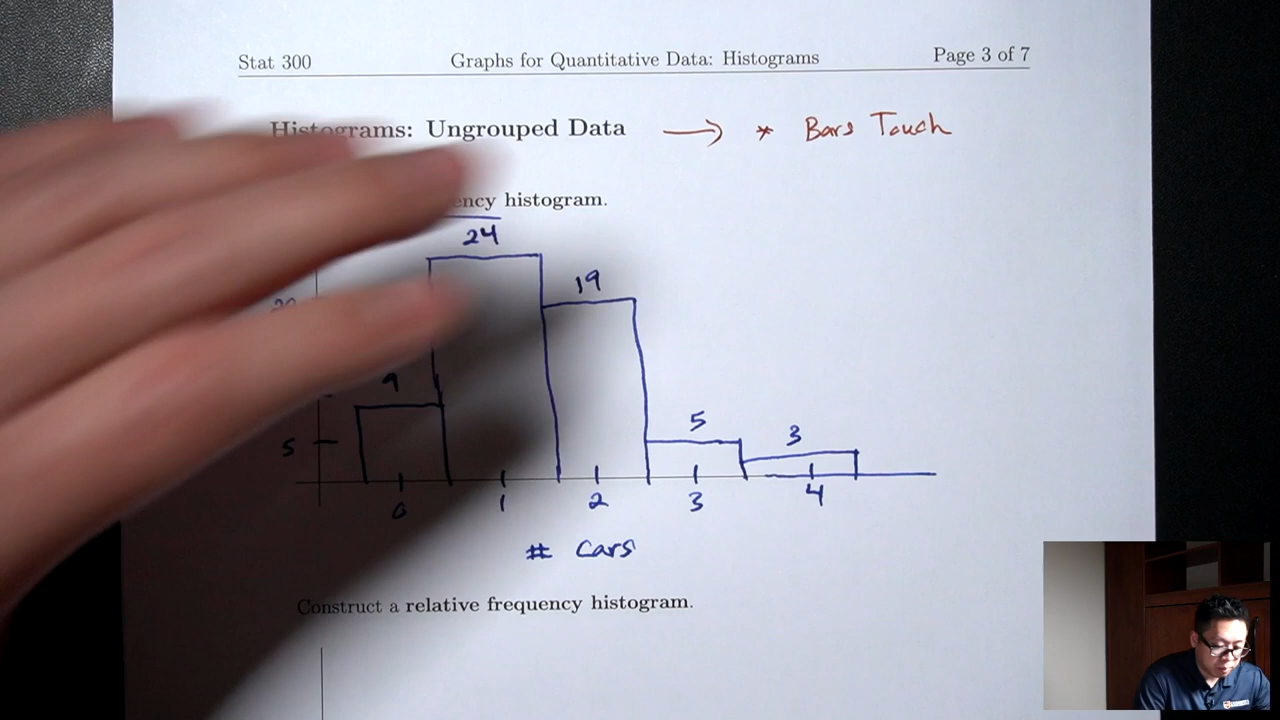 Stat 300 Graphs for Quantitative Data: Histograms Page 3 of 7
Histograms: Ungrouped Data → * Bars Touch
histogram.
24
19
9
5
5
3
0 1 2 3 4
# Cars
Construct a relative frequency histogram.